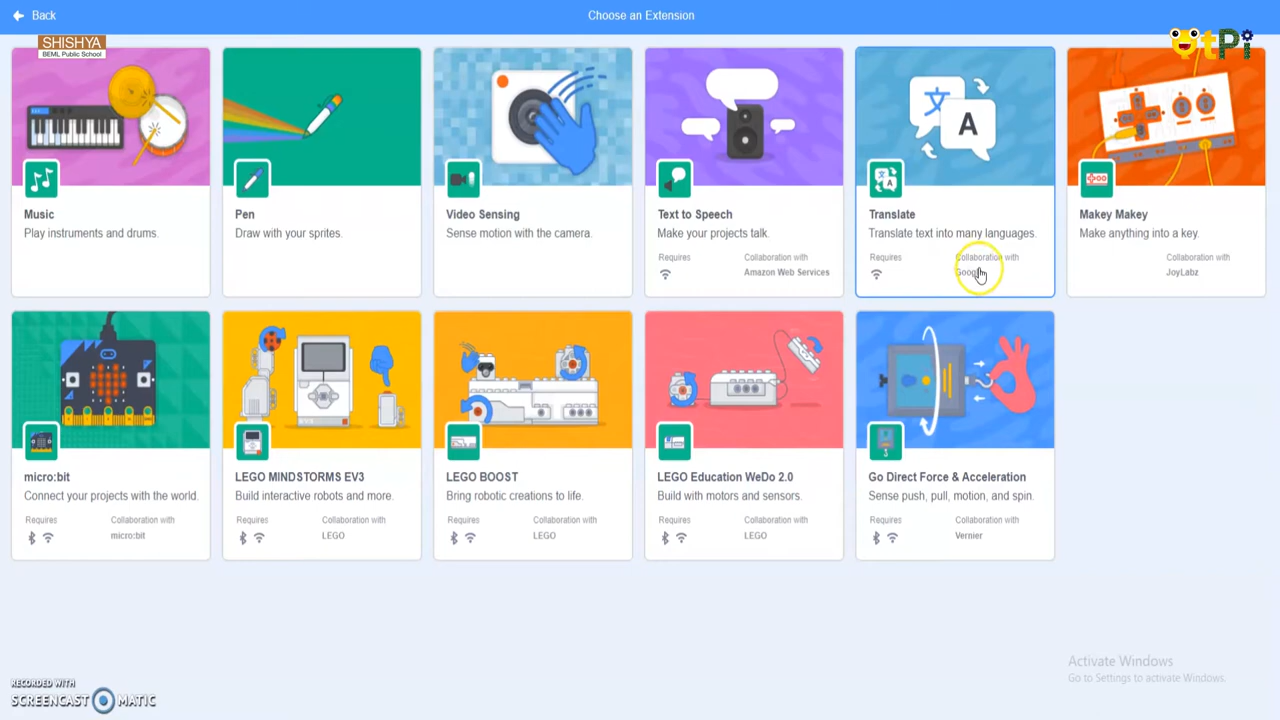 Back
Choose an Extension
SHISHYA
BEML Public School
QtPi
文
A
Music
Play instruments and drums.
Pen
Draw with your sprites.
Video Sensing
Sense motion with the camera.
Text to Speech
Make your projects talk.
Requires
Collaboration with
Amazon Web Services
A
Translate
Translate text into many languages.
Requires
Collaboration with
Google
Makey Makey
Make anything into a key.
Collaboration with
JoyLabz
micro:bit
Connect your projects with the world.
Requires
Collaboration with
micro:bit
LEGO MINDSTORMS EV3
Build interactive robots and more.
Requires
Collaboration with
LEGO
LEGO BOOST
Bring robotic creations to life.
Requires
Collaboration with
LEGO
LEGO Education WeDo 2.0
Build with motors and sensors.
Requires
Collaboration with
LEGO
Go Direct Force & Acceleration
Sense push, pull, motion, and spin.
Requires
Collaboration with
Vernier
Activate Windows
Go to Settings to activate Windows.
RECORDED WITH
SCREENCAST MATIC